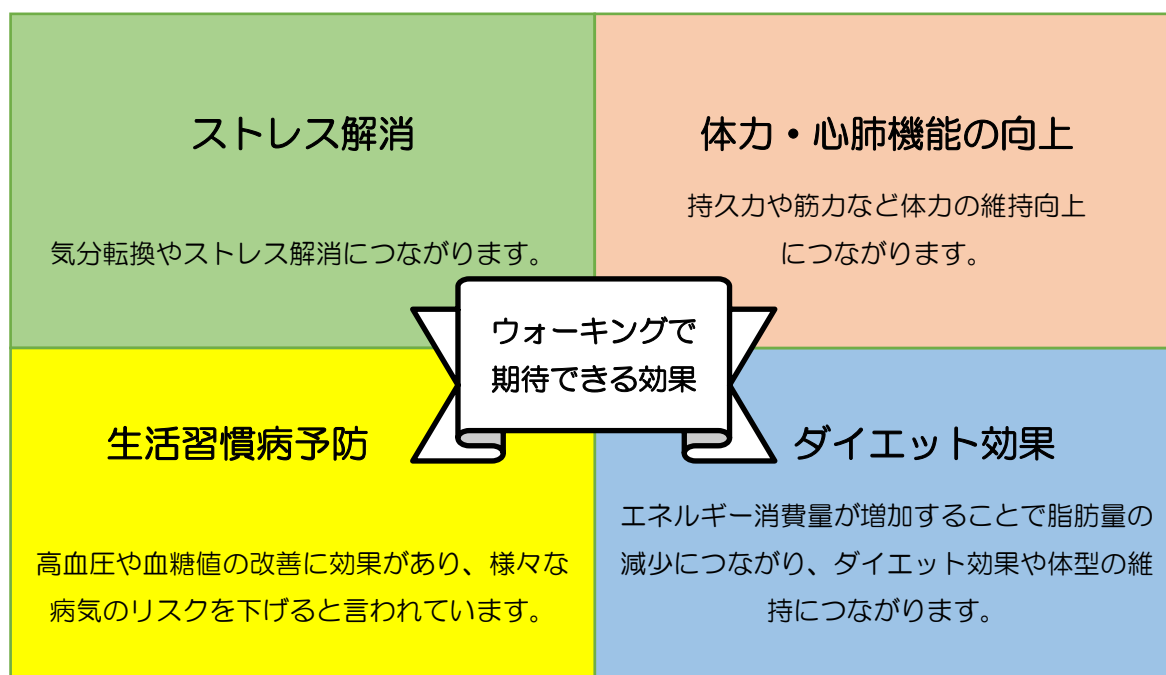 ストレス解消
気分転換やストレス解消につながります。
体力・心肺機能の向上
持久力や筋力など体力の維持向上
につながります。
ウォーキングで
期待できる効果
生活習慣病予防
高血圧や血糖値の改善に効果があり、様々な
病気のリスクを下げると言われています。
ダイエット効果
エネルギー消費量が増加することで脂肪量の
減少につながり、ダイエット効果や体型の維
持につながります。